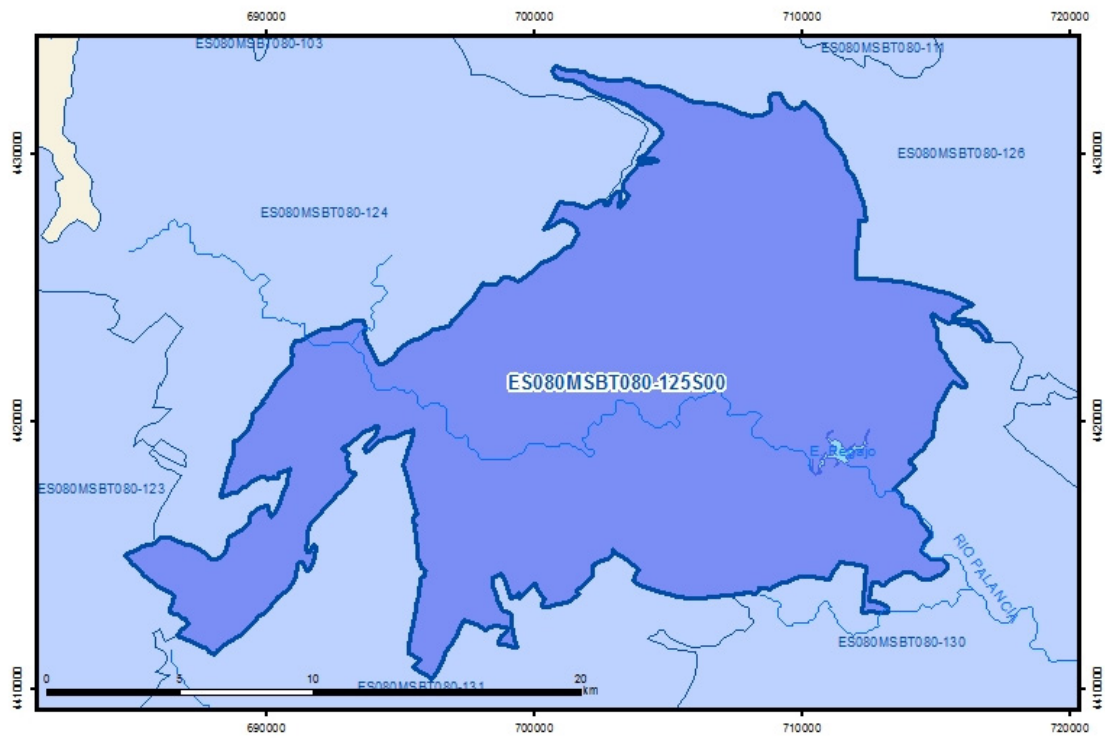 690000
700000
710000
720000
ES080MSBT080-103
ES080MSBT080-111
4430000
4430000
ES080MSBT080-126
ES080MSBT080-124
ES080MSBT080-125S00
4420000
4420000
E. Regajo
ES080MSBT080-123
RIO PALANCIA
ES080MSBT080-130
0
5
10
20
km
ES080MSBT080-131
4410000
4410000
690000
700000
710000
720000